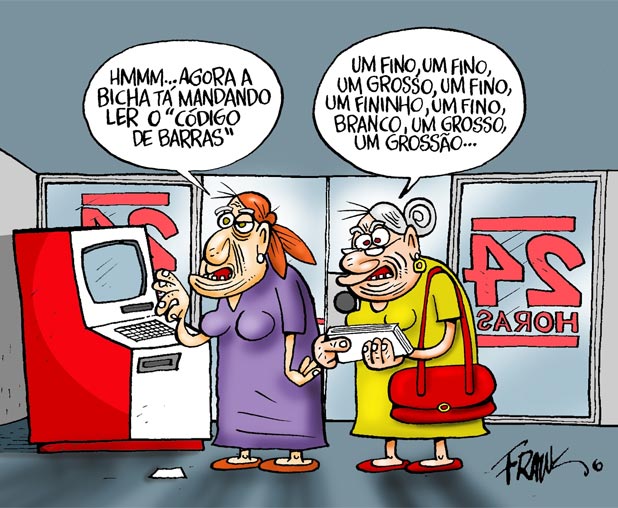 HMMM...AGORA A
BICHA TÁ MANDANDO
LER O "CÓDIGO
DE BARRAS"
UM FINO, UM FINO,
UM GROSSO, UM FINO,
UM FININHO, UM FINO,
BRANCO, UM GROSSO,
UM GROSSÃO...
24
24
HORAS
FRANK 6